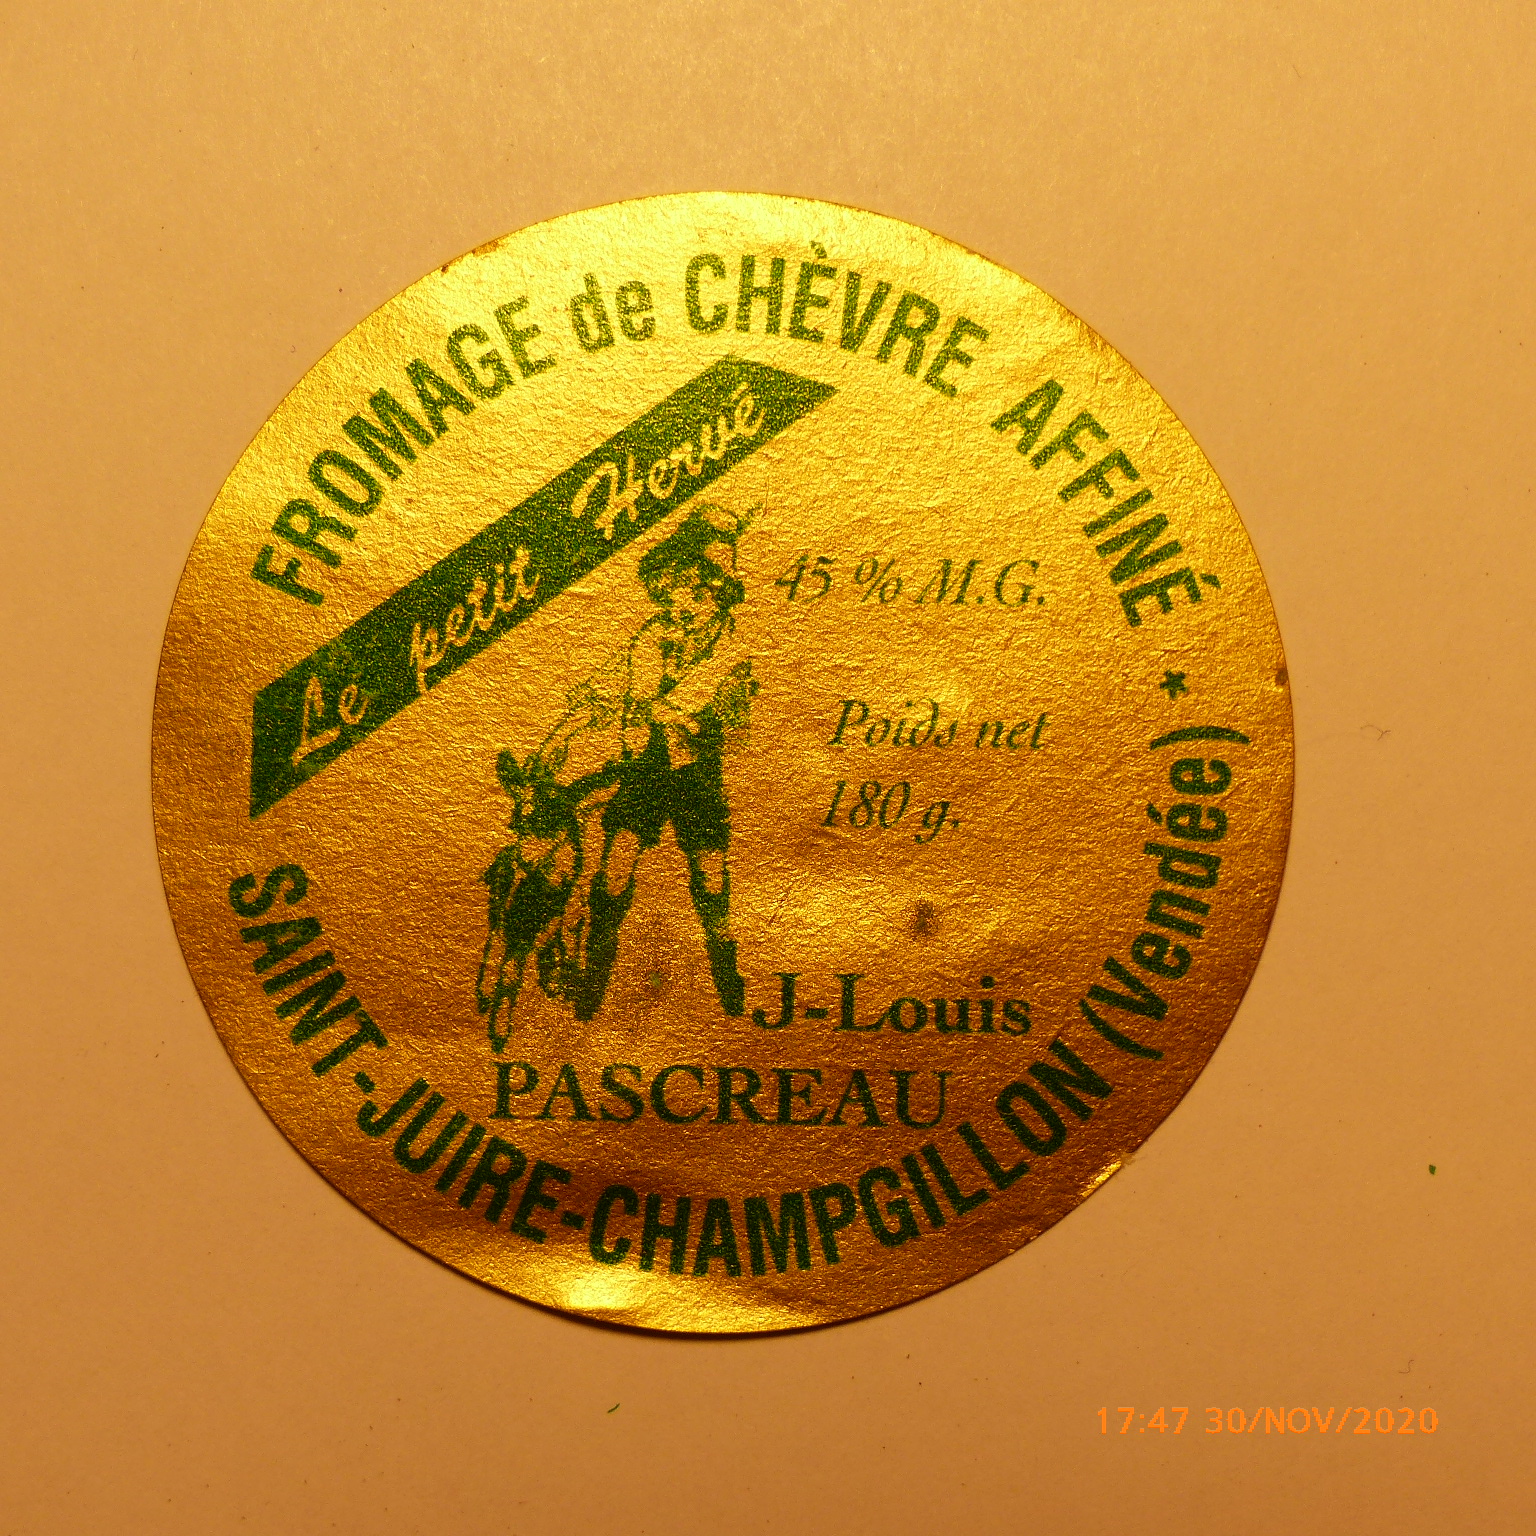 FROMAGE de CHÈVRE AFFINÉ *
Le petit Hervé
45 % M.G.
Poids net
180 g.
J-Louis
PASCREAU
SAINT-JUIRE-CHAMPGILLON (Vendée)
17:47 30/NOV/2020